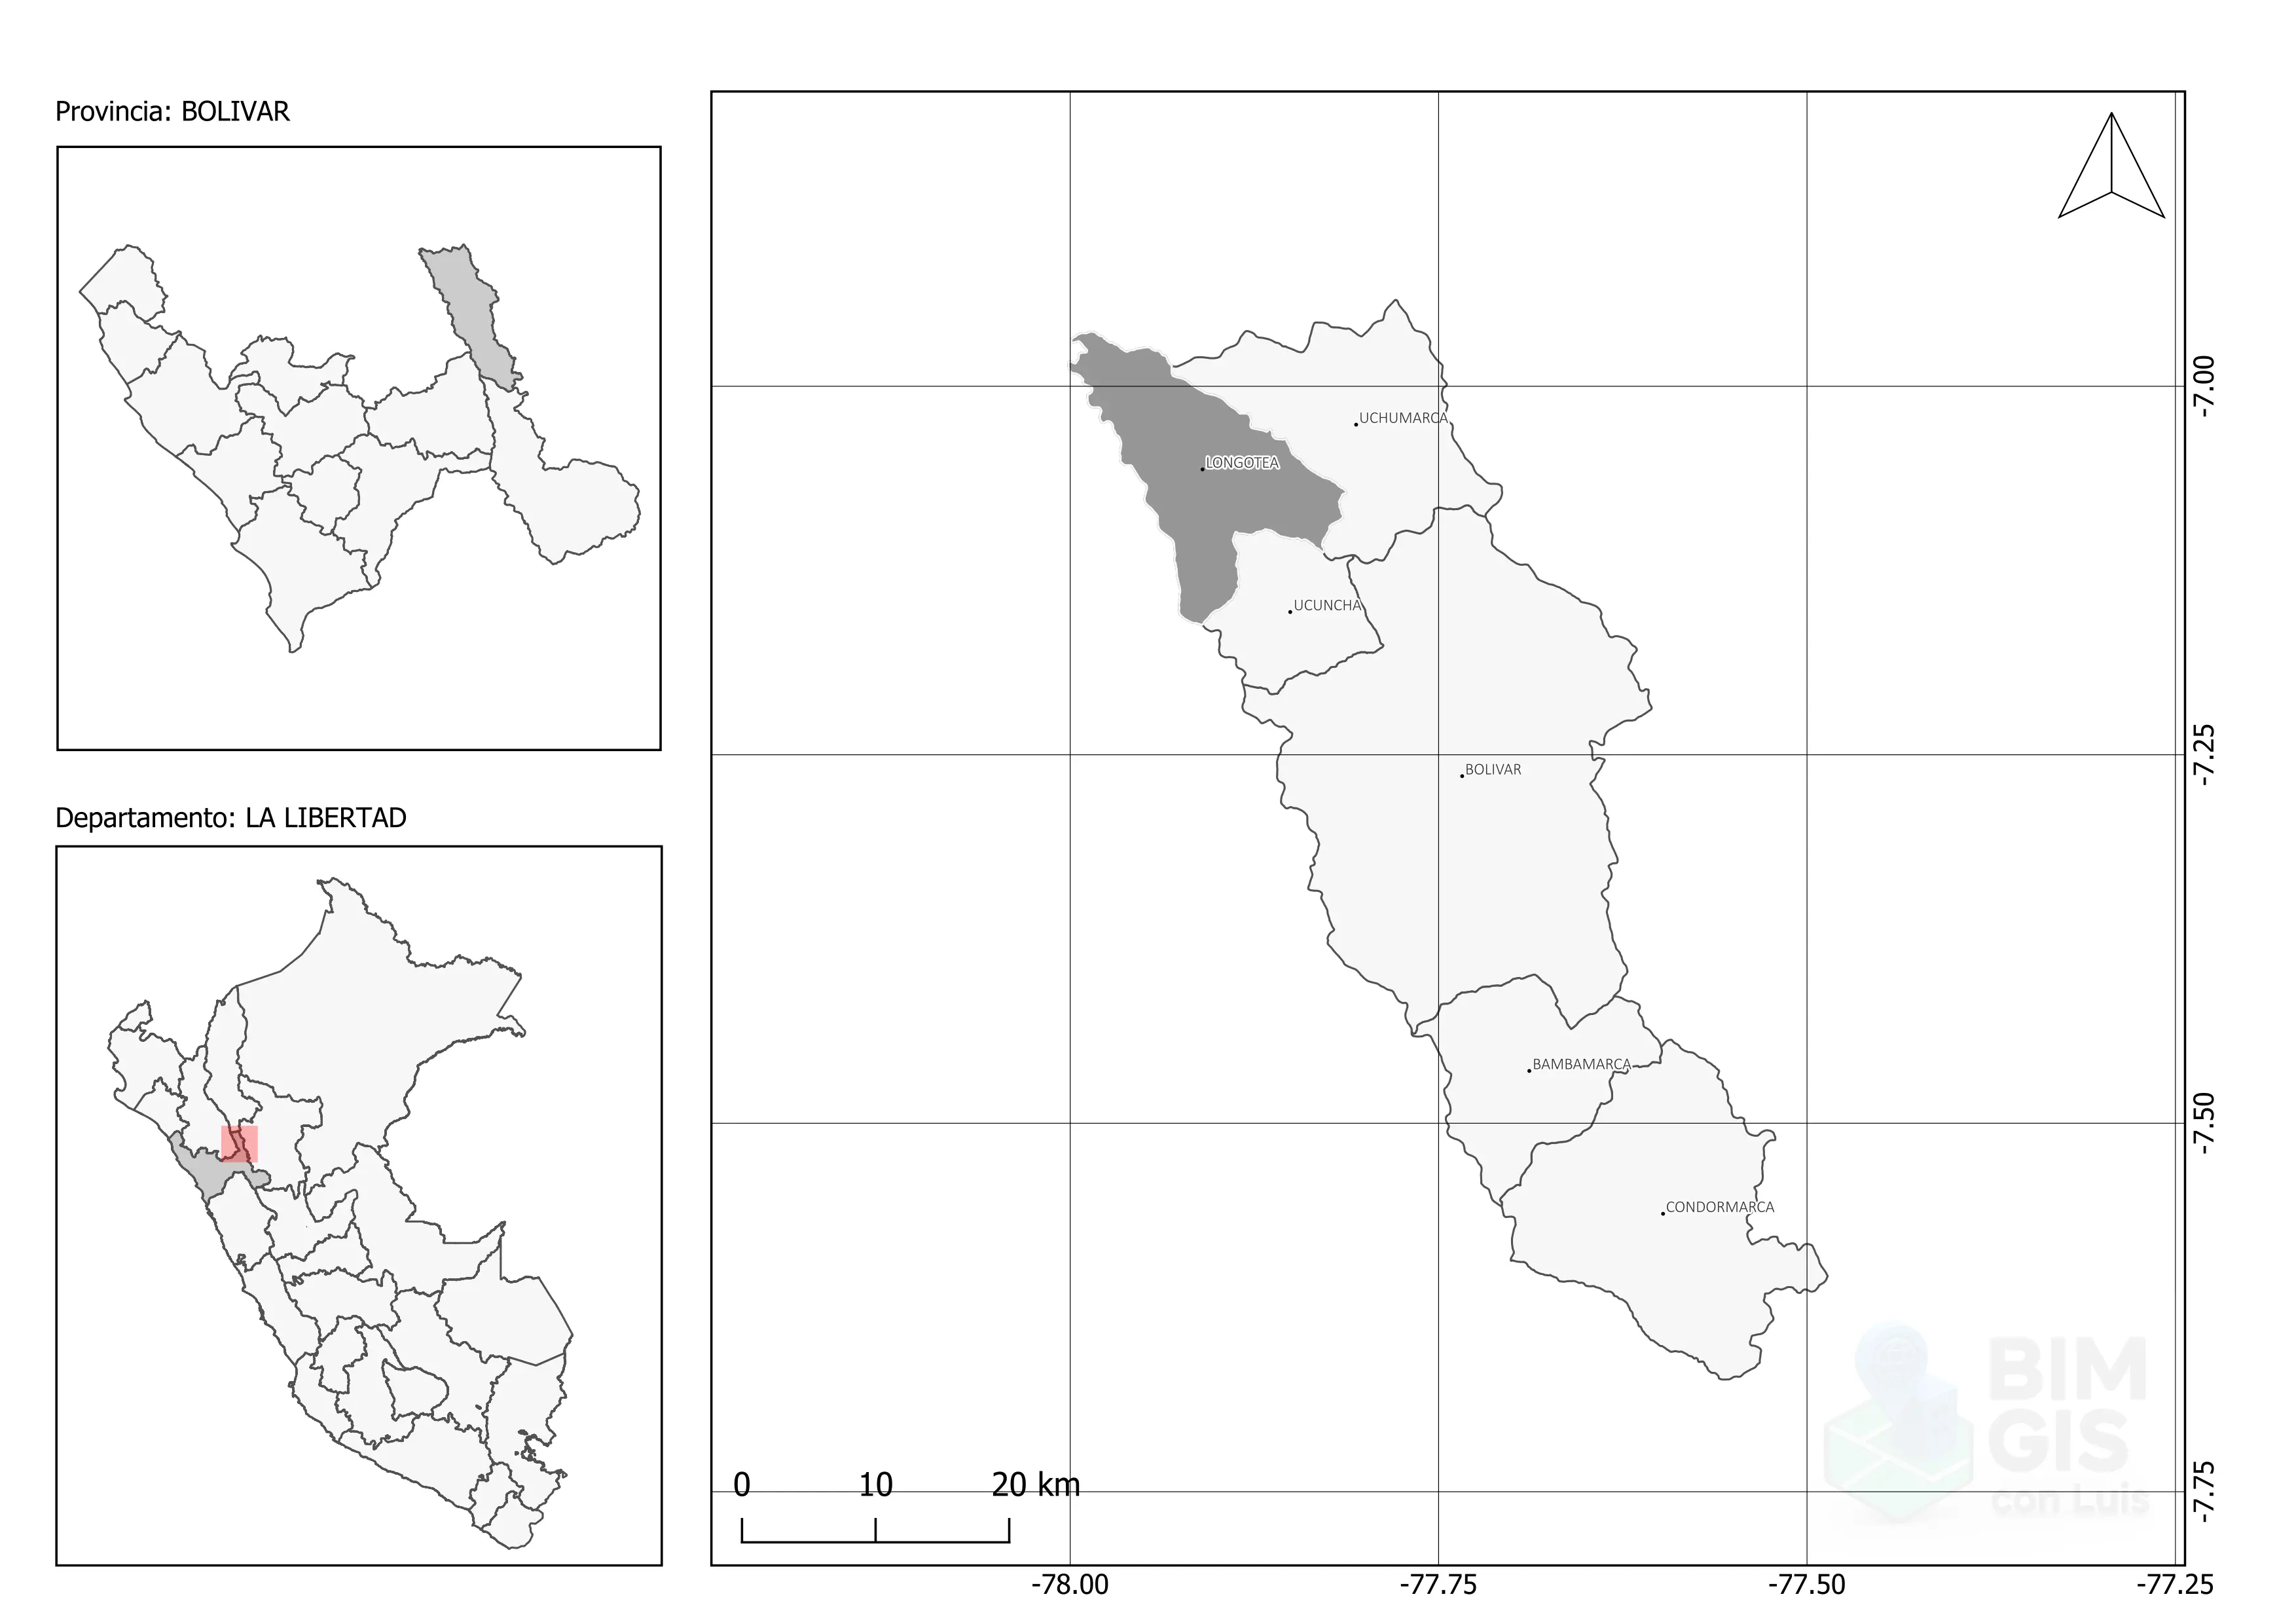 Provincia: BOLIVAR
Departamento: LA LIBERTAD
UCHUMARCA
LONGOTEA
UCUNCHA
BOLIVAR
BAMBAMARCA
CONDORMARCA
-7.00
-7.25
-7.50
-7.75
0 10 20 km
-78.00 -77.75 -77.50 -77.25
BIM
GIS
con Luis